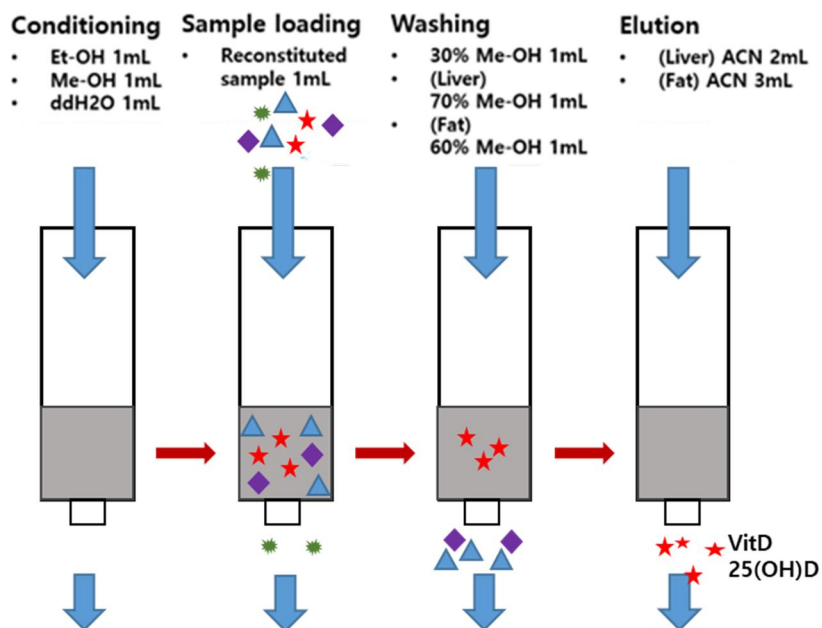 Conditioning
• Et-OH 1mL
• Me-OH 1mL
• ddH2O 1mL
Sample loading
• Reconstituted
sample 1mL
Washing
• 30% Me-OH 1mL
• (Liver)
70% Me-OH 1mL
• (Fat)
60% Me-OH 1mL
Elution
• (Liver) ACN 2mL
• (Fat) ACN 3mL
VitD
25(OH)D